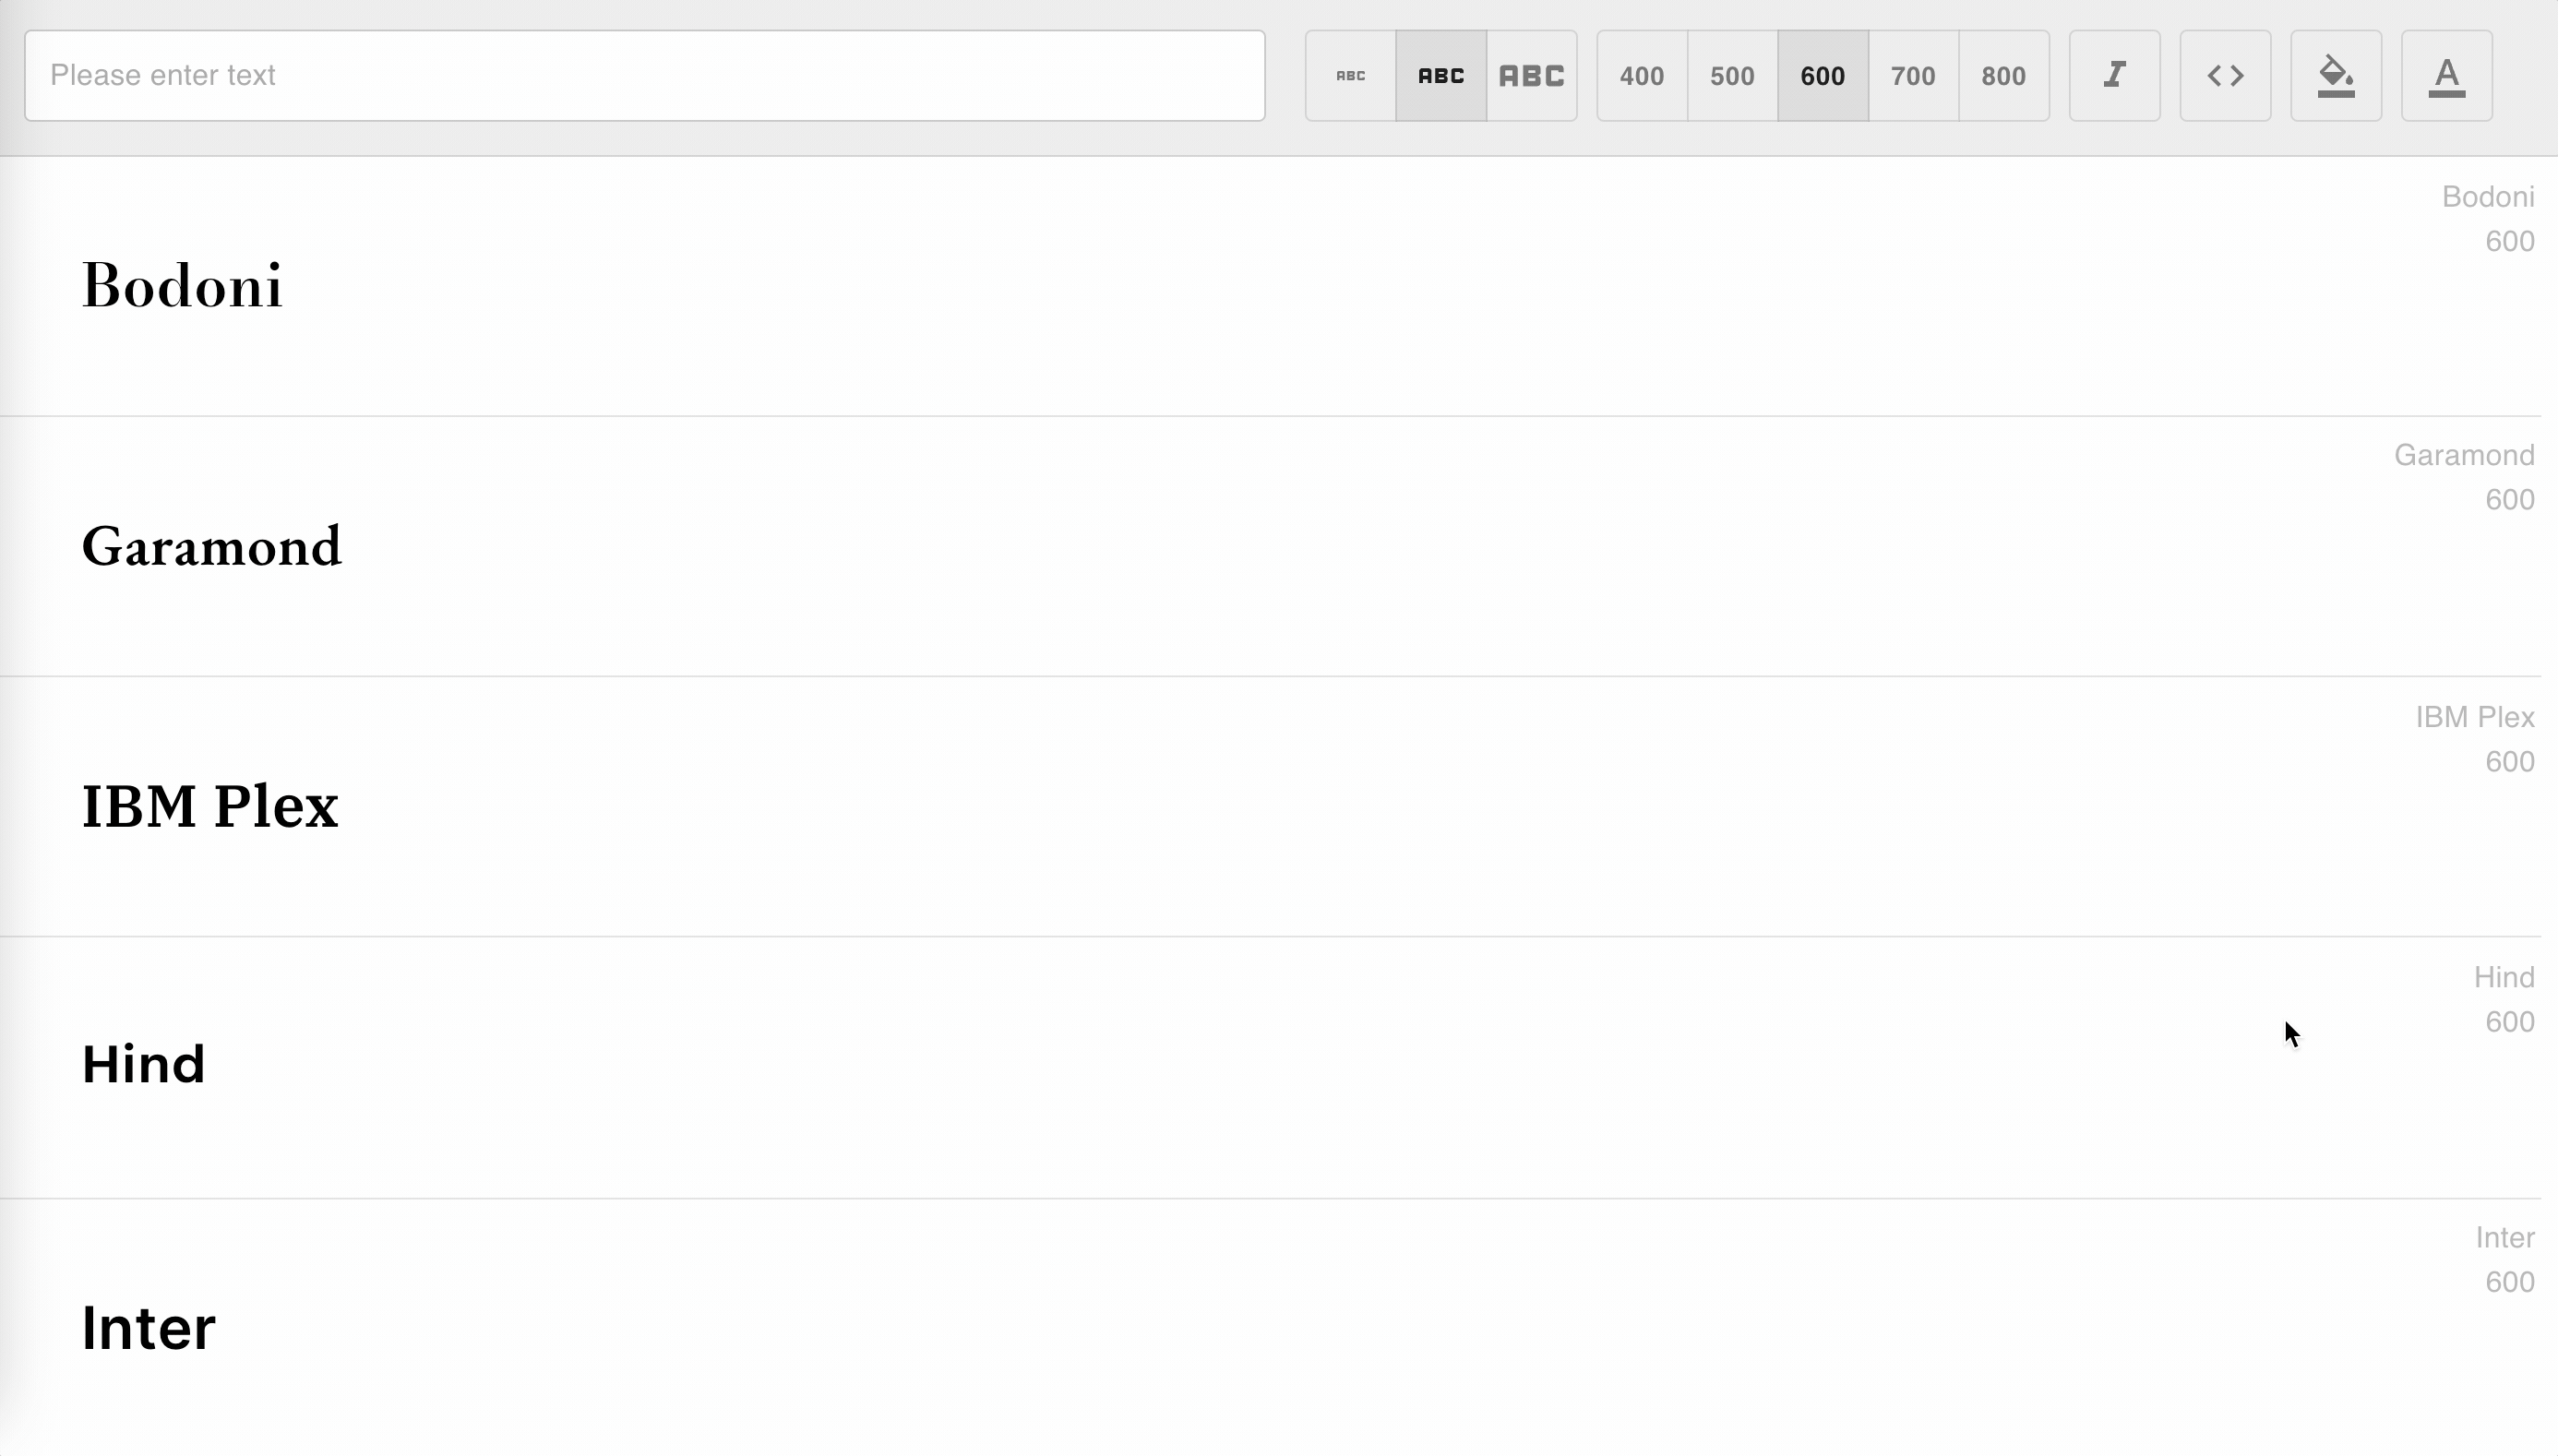 Please enter text
ABC ABC ABC 400 500 600 700 800 I <> A
Bodoni
600
Bodoni
Garamond
600
Garamond
IBM Plex
600
IBM Plex
Hind
600
Hind
Inter
600
Inter